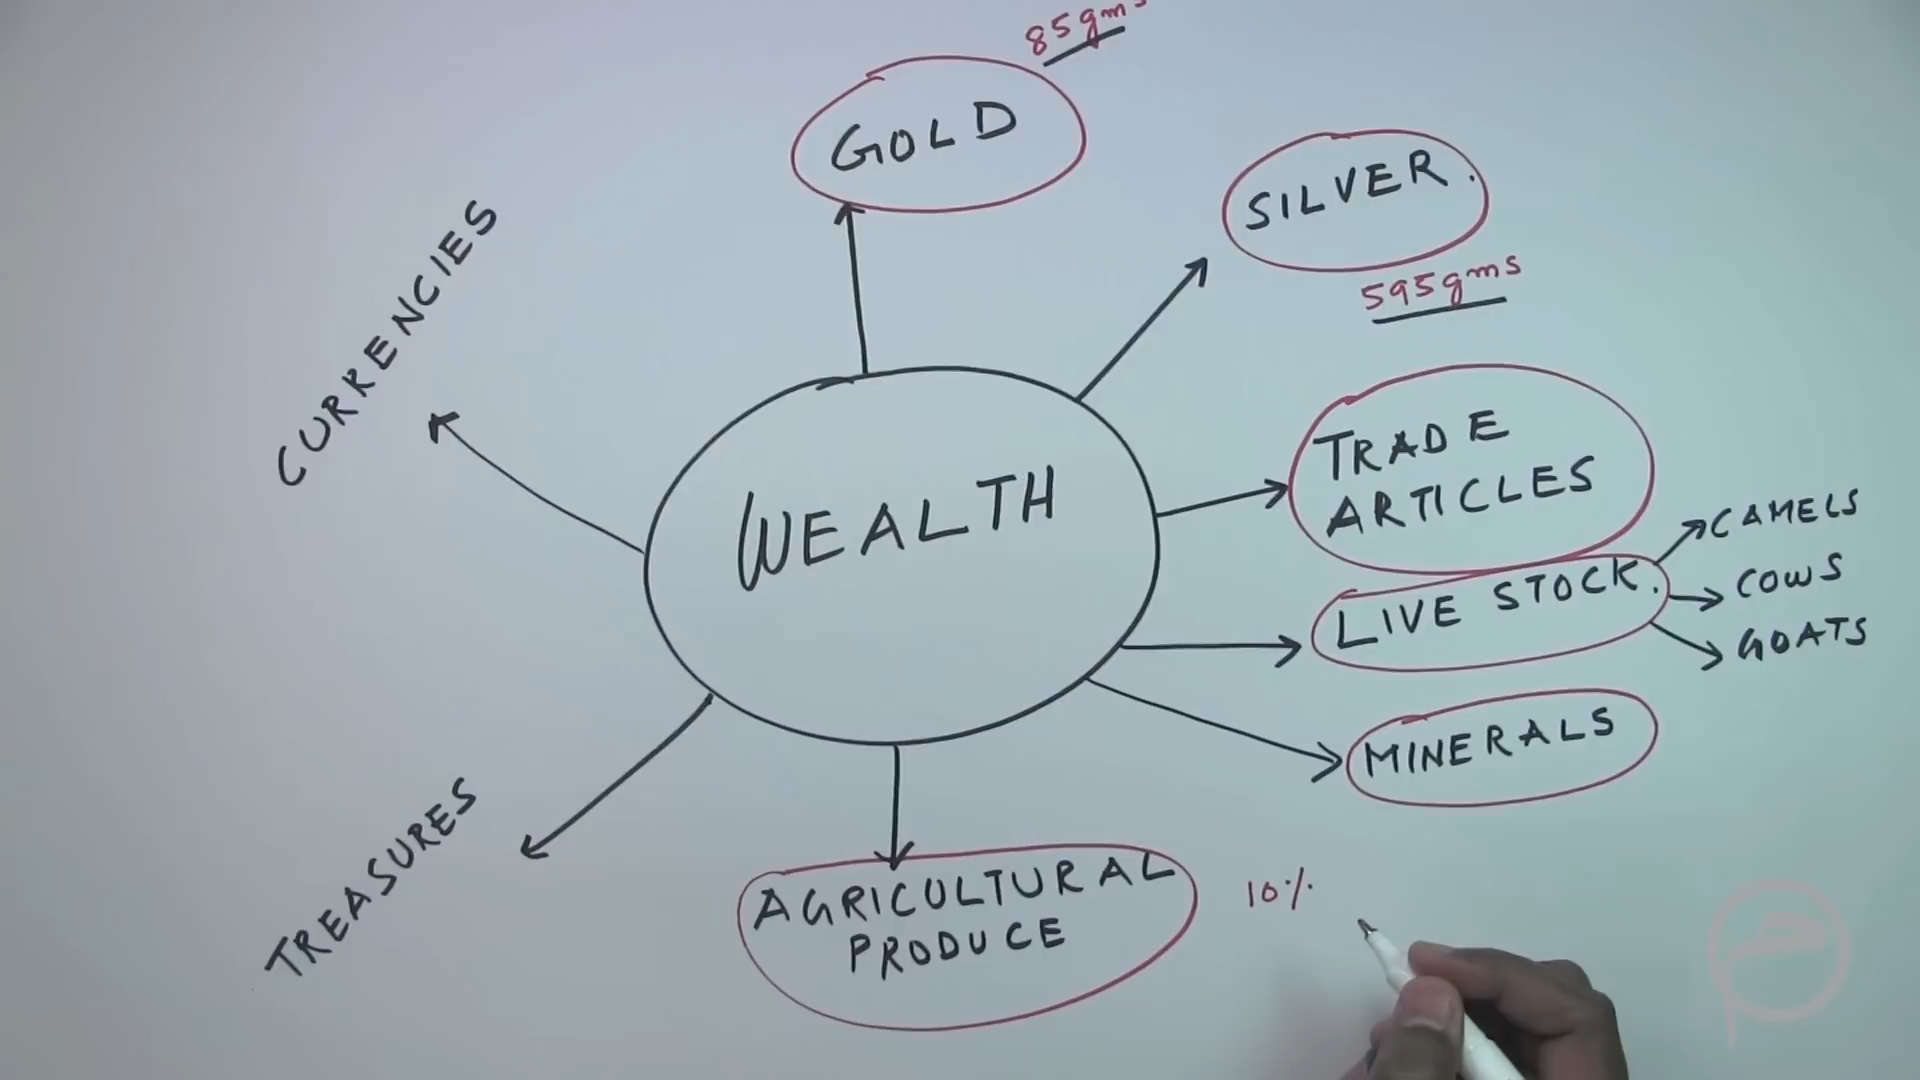 85gms
GOLD
SILVER.
595gms
CURRENCIES
TRADE
ARTICLES
WEALTH
CAMELS
LIVE STOCK.
COWS
GOATS
MINERALS
TREASURES
AGRICULTURAL
PRODUCE
10%